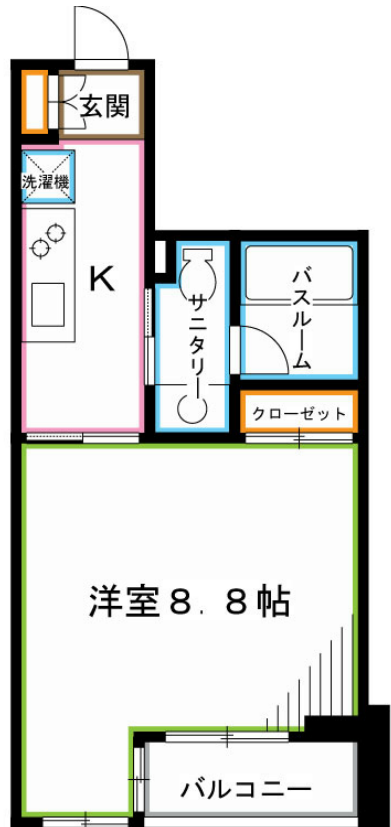 玄関
洗濯機
K
サニタリー
バスルーム
クローゼット
洋室8.8帖
バルコニー